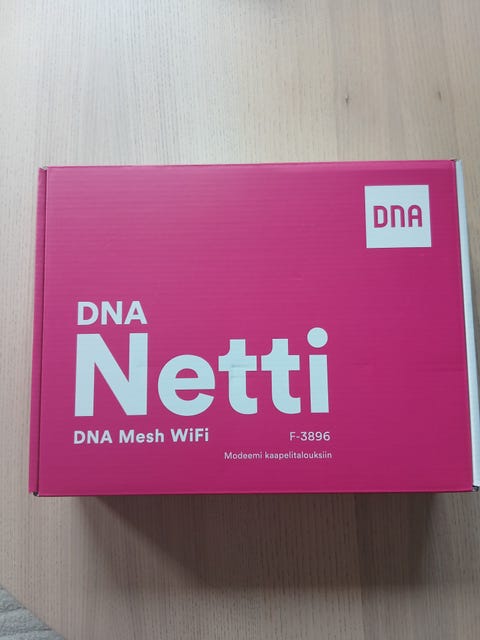 DNA
DNA
Netti
DNA Mesh WiFi F-3896
Modeemi kaapelitalouksiin